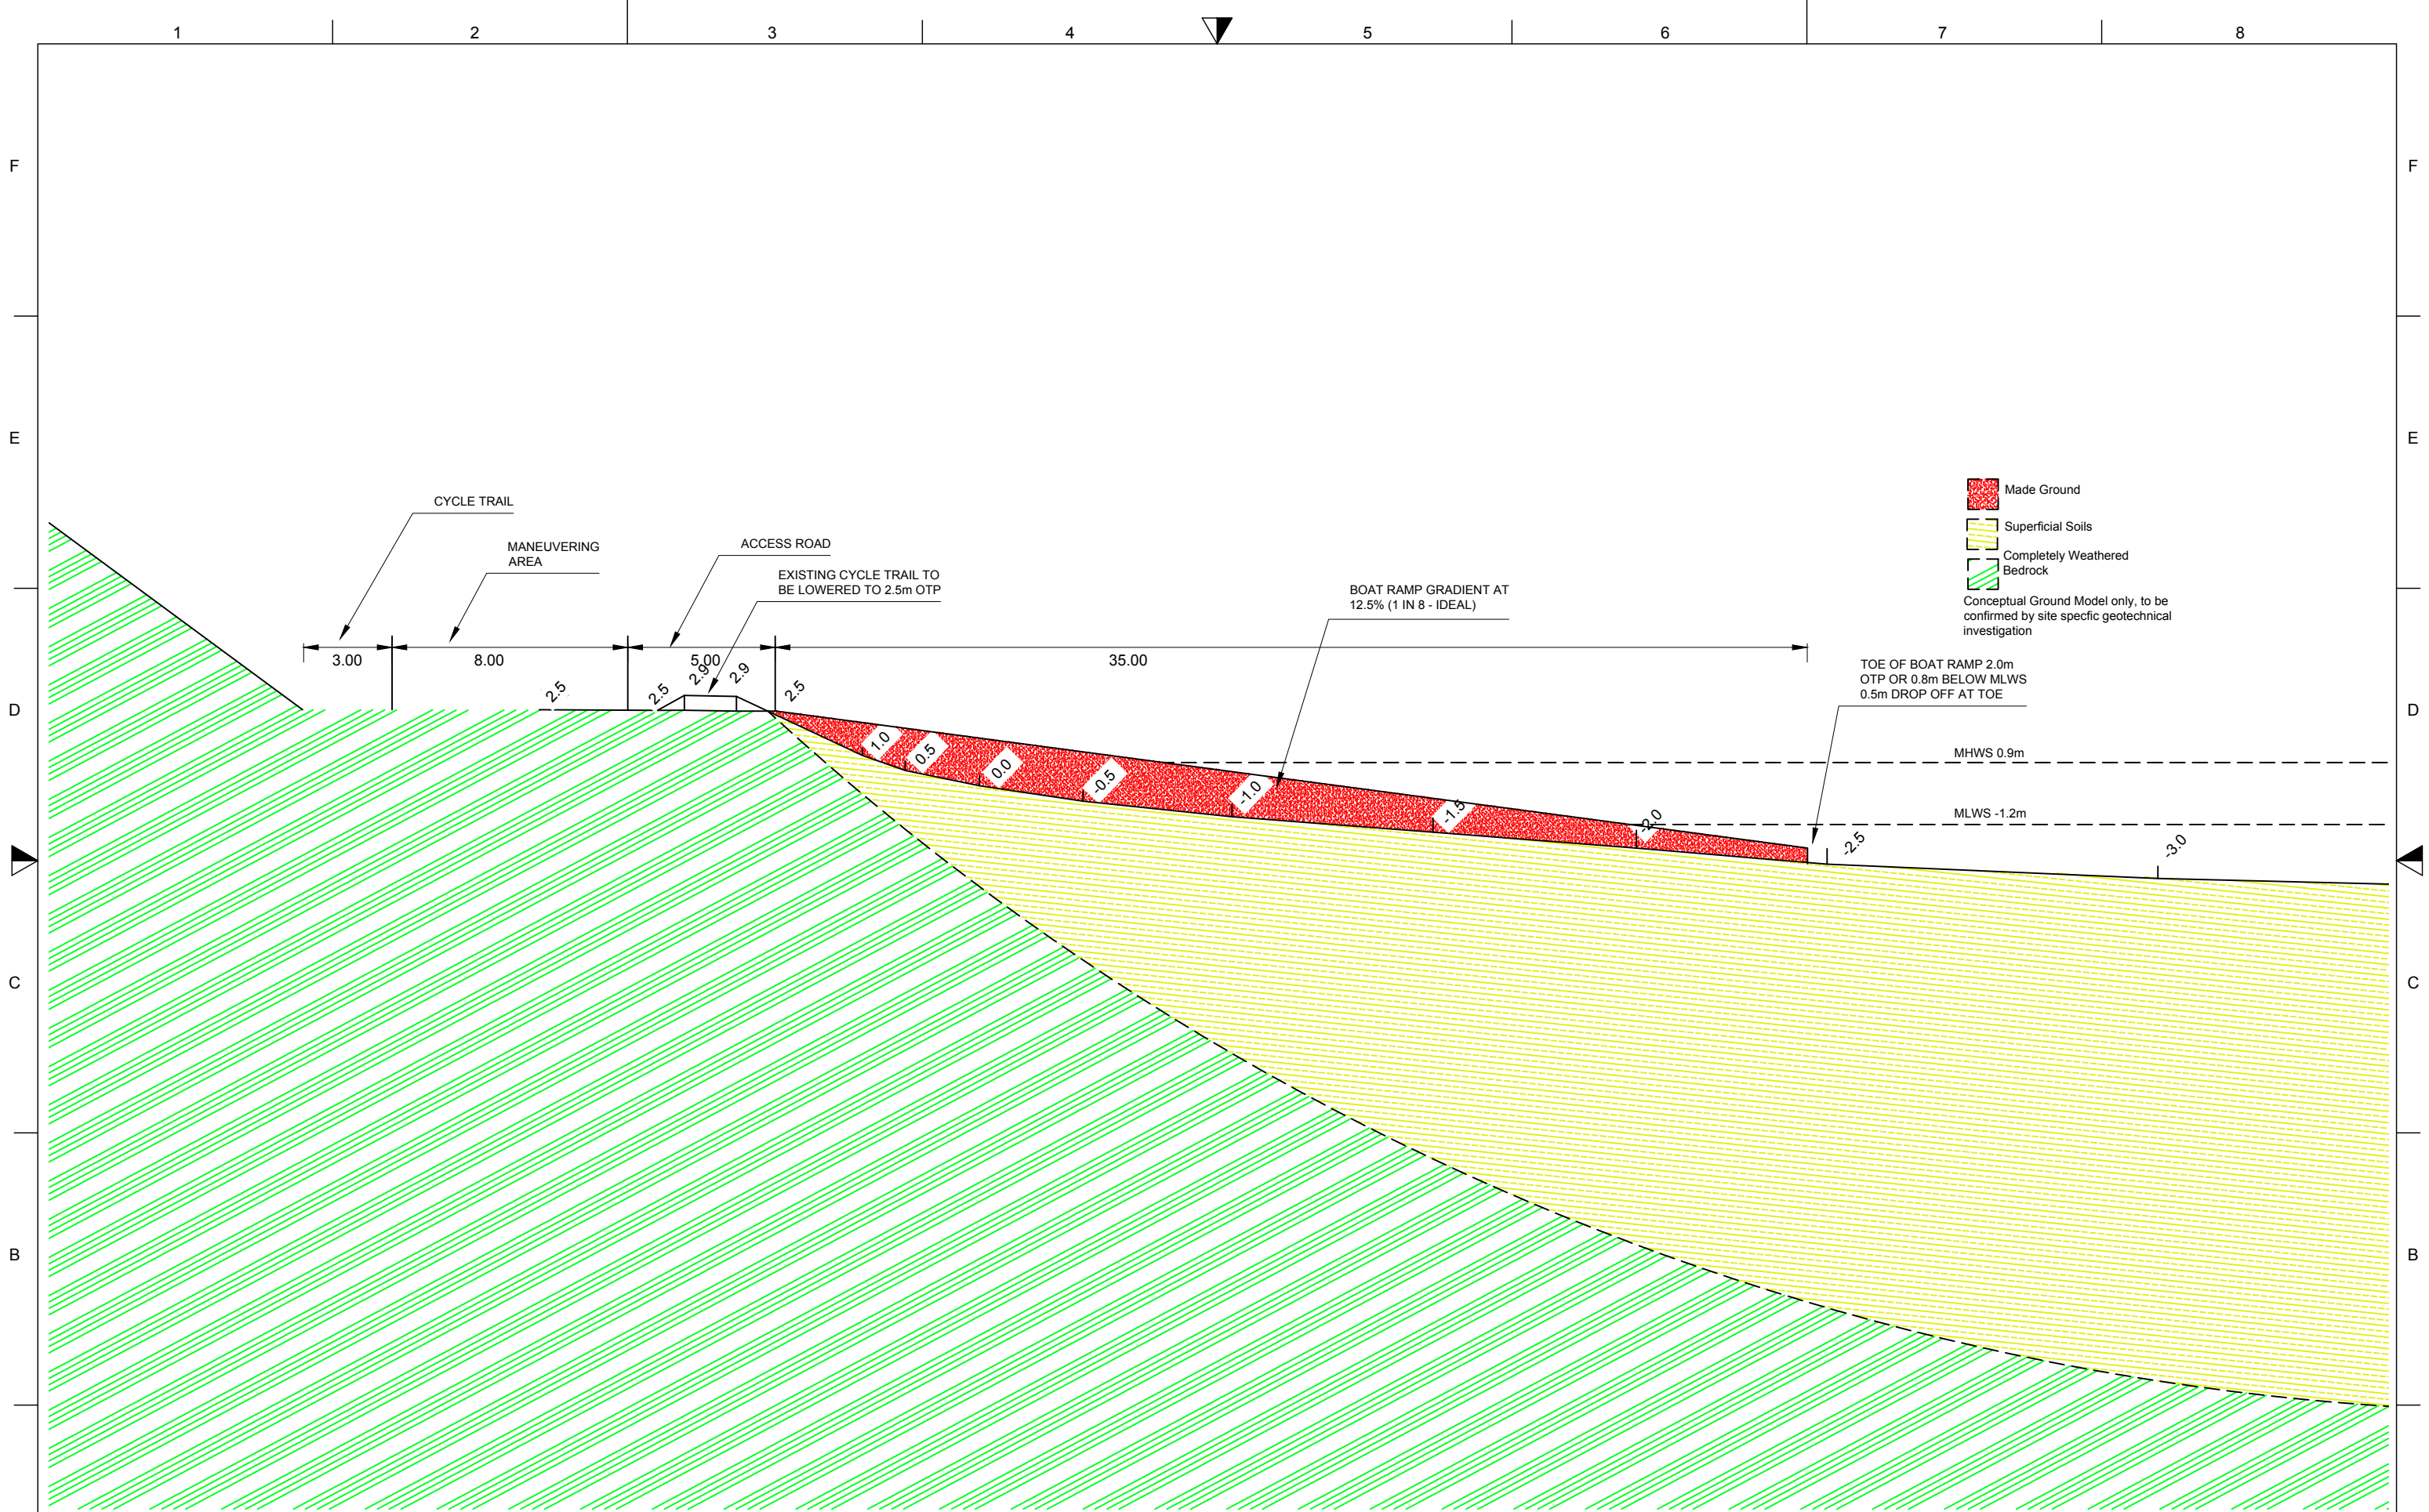 1 2 3 4 5 6 7 8
F F
E E
CYCLE TRAIL
MANEUVERING
AREA
ACCESS ROAD
EXISTING CYCLE TRAIL TO
BE LOWERED TO 2.5m OTP
BOAT RAMP GRADIENT AT
12.5% (1 IN 8 - IDEAL)
Made Ground
Superficial Soils
Completely Weathered
Bedrock
Conceptual Ground Model only, to be
confirmed by site specfic geotechnical
investigation
3.00 8.00 5.00 35.00
TOE OF BOAT RAMP 2.0m
OTP OR 0.8m BELOW MLWS
0.5m DROP OFF AT TOE
2.5 2.5 2.9 2.9 2.5
D D
1.0 0.5 0.0 -0.5 -1.0 -1.5 -2.0 -2.5 -3.0
MHWS 0.9m
MLWS -1.2m
C C
B B